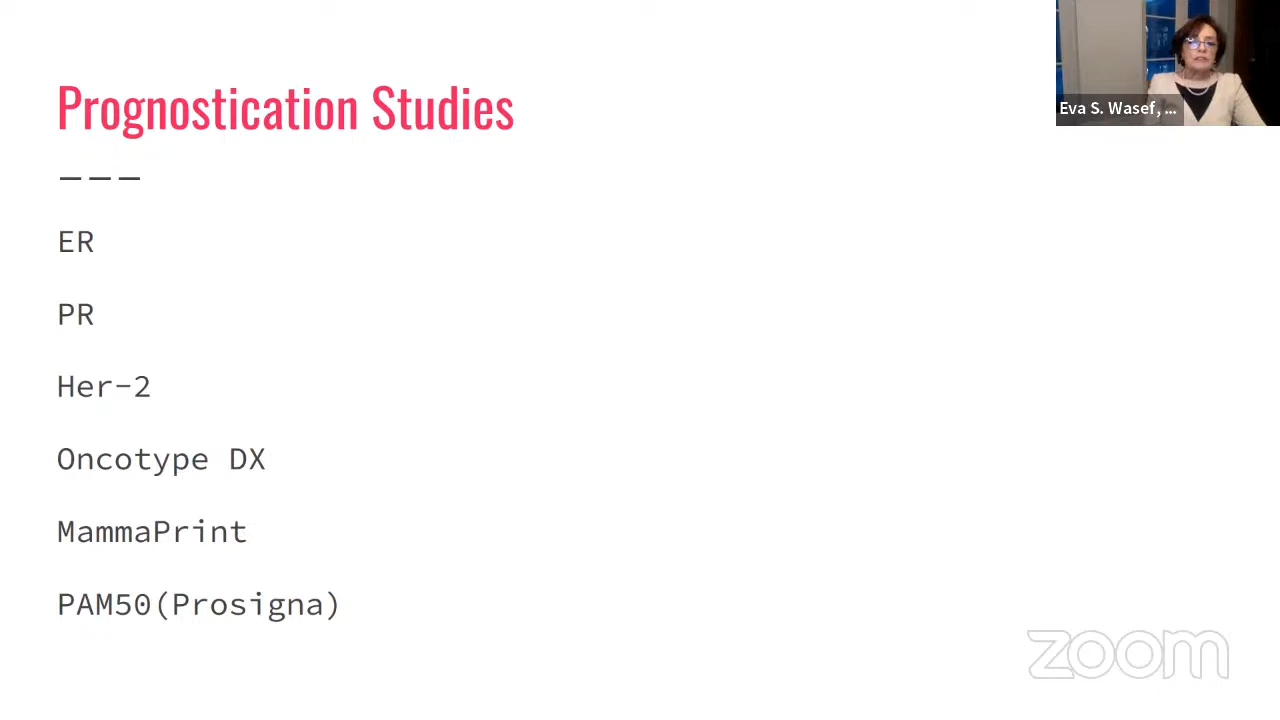 Prognostication Studies
———
ER
PR
Her-2
Oncotype DX
MammaPrint
PAM50(Prosigna)
Eva S. Wasef, ...
zoom